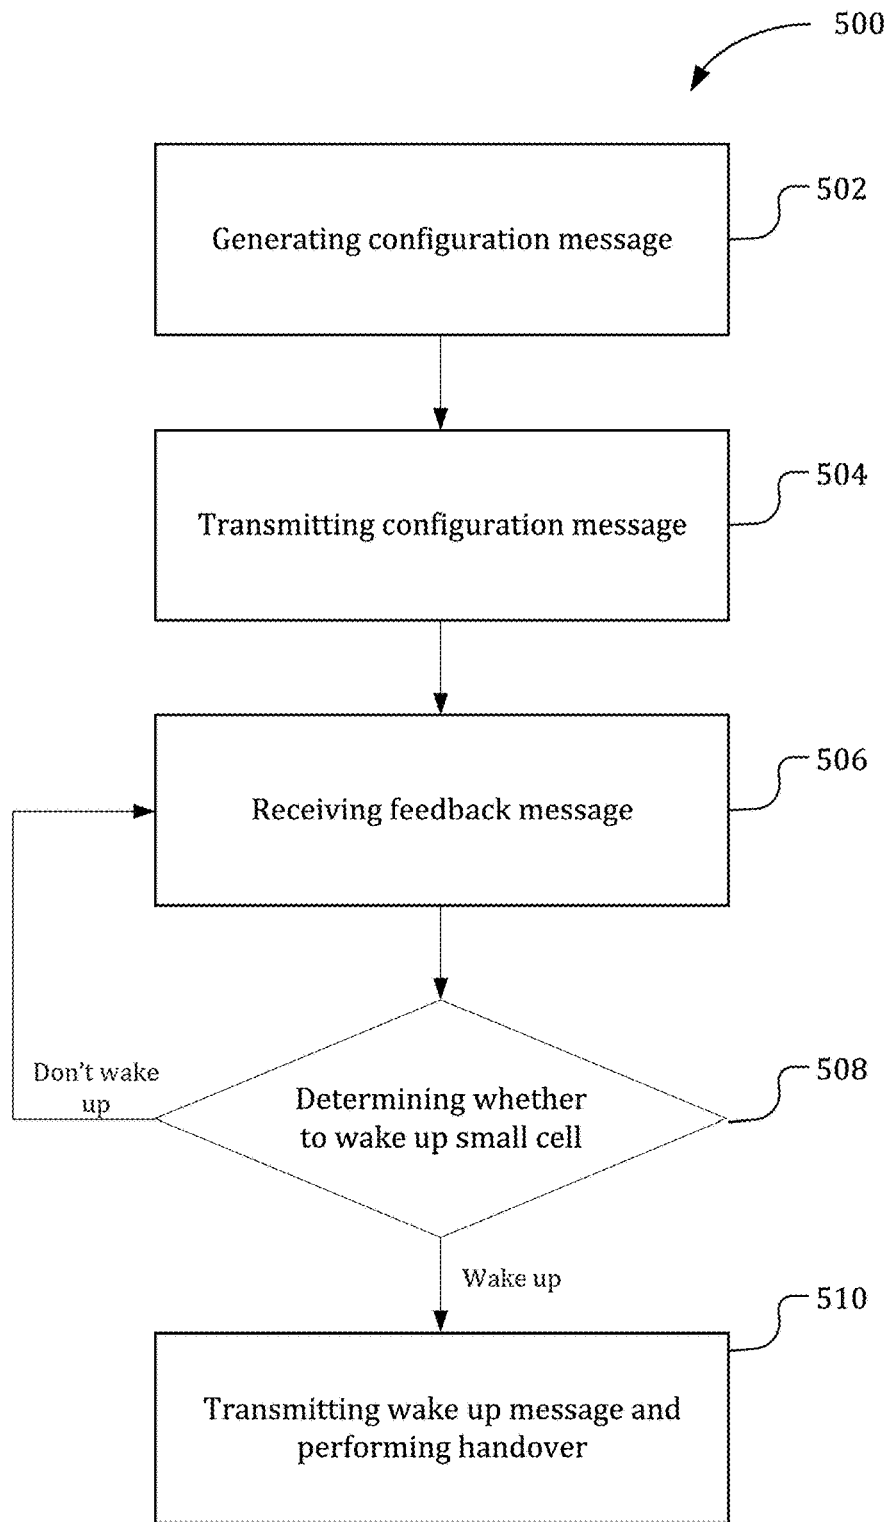 500
502
Generating configuration message
504
Transmitting configuration message
506
Receiving feedback message
Don't wake
up
508
Determining whether
to wake up small cell
Wake up
510
Transmitting wake up message and
performing handover